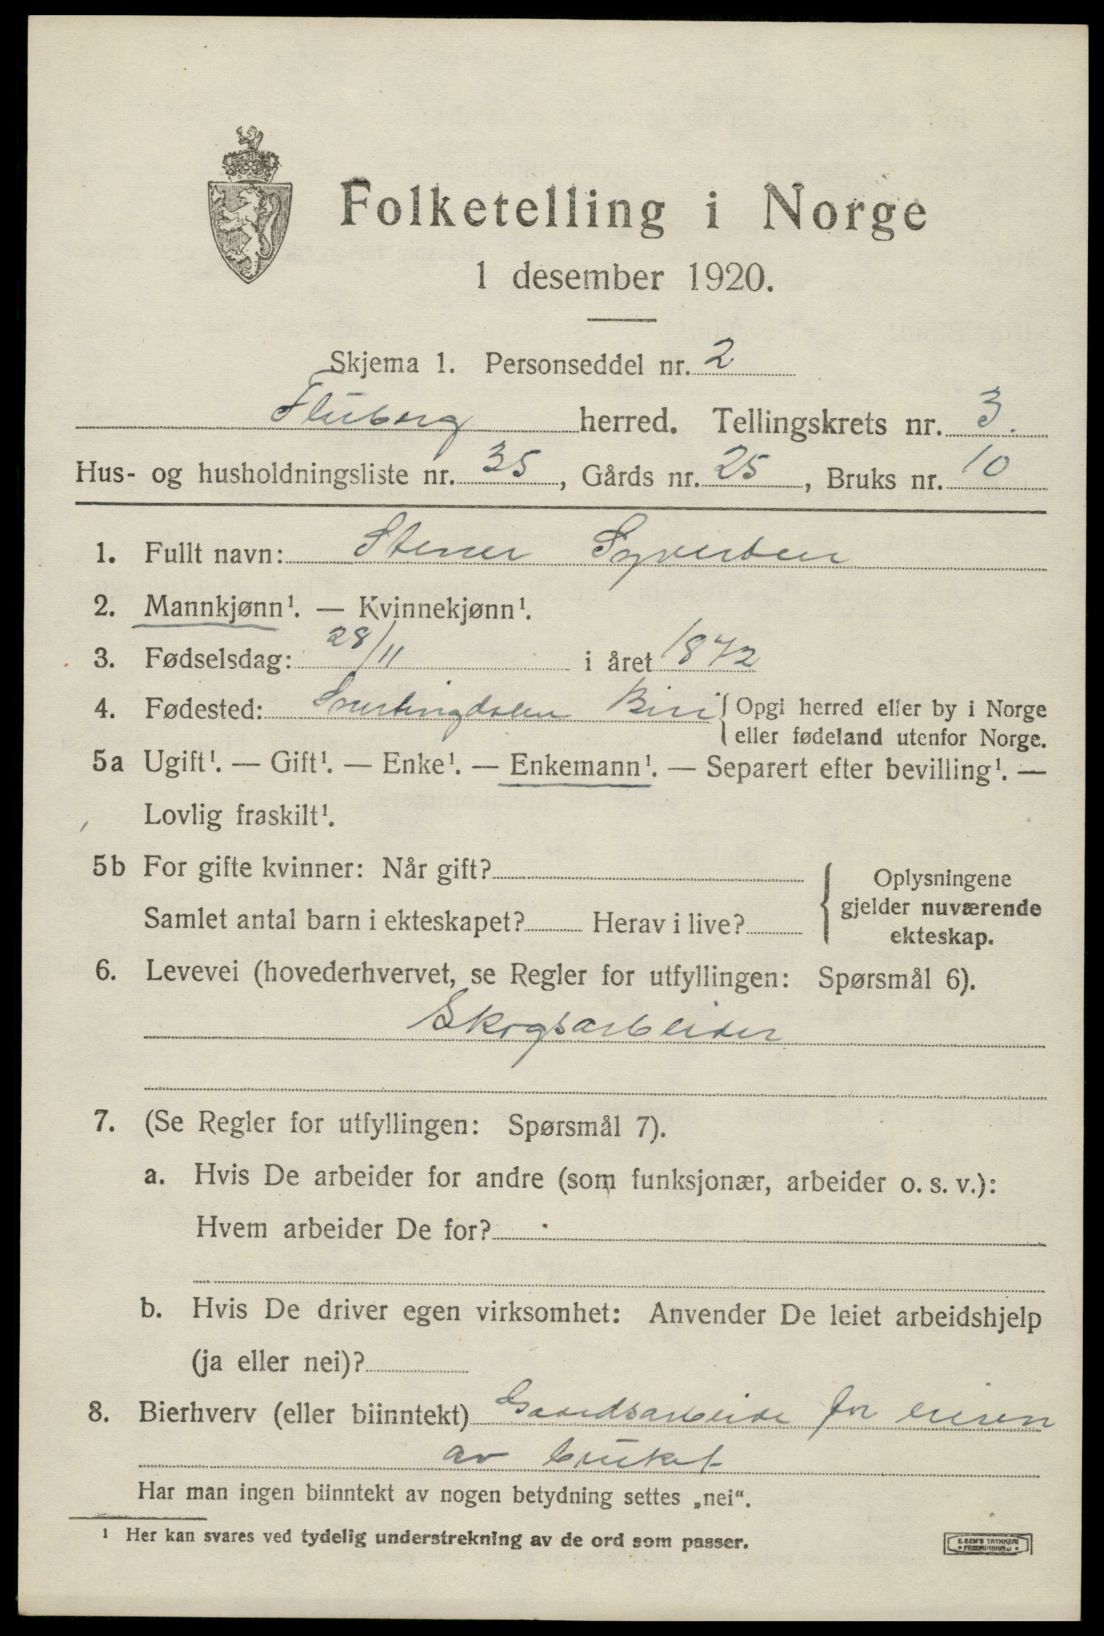 Folketelling i Norge
1 desember 1920.
Skjema 1. Personseddel nr. 2
Fluberg herred. Tellingskrets nr. 3.
Hus- og husholdningsliste nr. 35, Gårds nr. 25, Bruks nr. 10
1. Fullt navn: Stener Syversten
2. Mannkjønn¹. — Kvinnekjønn¹.
3. Fødselsdag: 28/11 i året 1872
4. Fødested: Snertingdalen Biri { Opgi herred eller by i Norge
eller fødeland utenfor Norge.
5a Ugift¹. — Gift¹. — Enke¹. — Enkemann¹. — Separert efter bevilling¹. —
Lovlig fraskilt¹.
5b For gifte kvinner: Når gift?
Samlet antal barn i ekteskapet? Herav i live?
{ Oplysningene
gjelder nuværende
ekteskap.
6. Levevei (hovederhvervet, se Regler for utfyllingen: Spørsmål 6).
Skogsarbeider
7. (Se Regler for utfyllingen: Spørsmål 7).
a. Hvis De arbeider for andre (som funksjonær, arbeider o. s. v.):
Hvem arbeider De for?
b. Hvis De driver egen virksomhet: Anvender De leiet arbeidshjelp
(ja eller nei)?
8. Bierhverv (eller biinntekt) Gaardsarbeide for eieren
av bruket
Har man ingen biinntekt av nogen betydning settes „nei“.
¹ Her kan svares ved tydelig understrekning av de ord som passer.